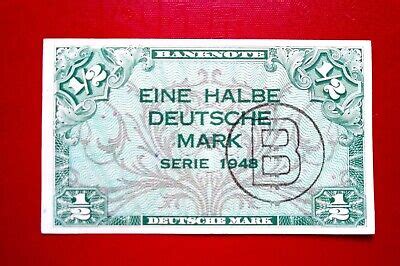 BANKNOTE
1/2 1/2
EINE HALBE
DEUTSCHE
MARK
SERIE 1948
B
1/2 1/2
DEUTSCHE MARK